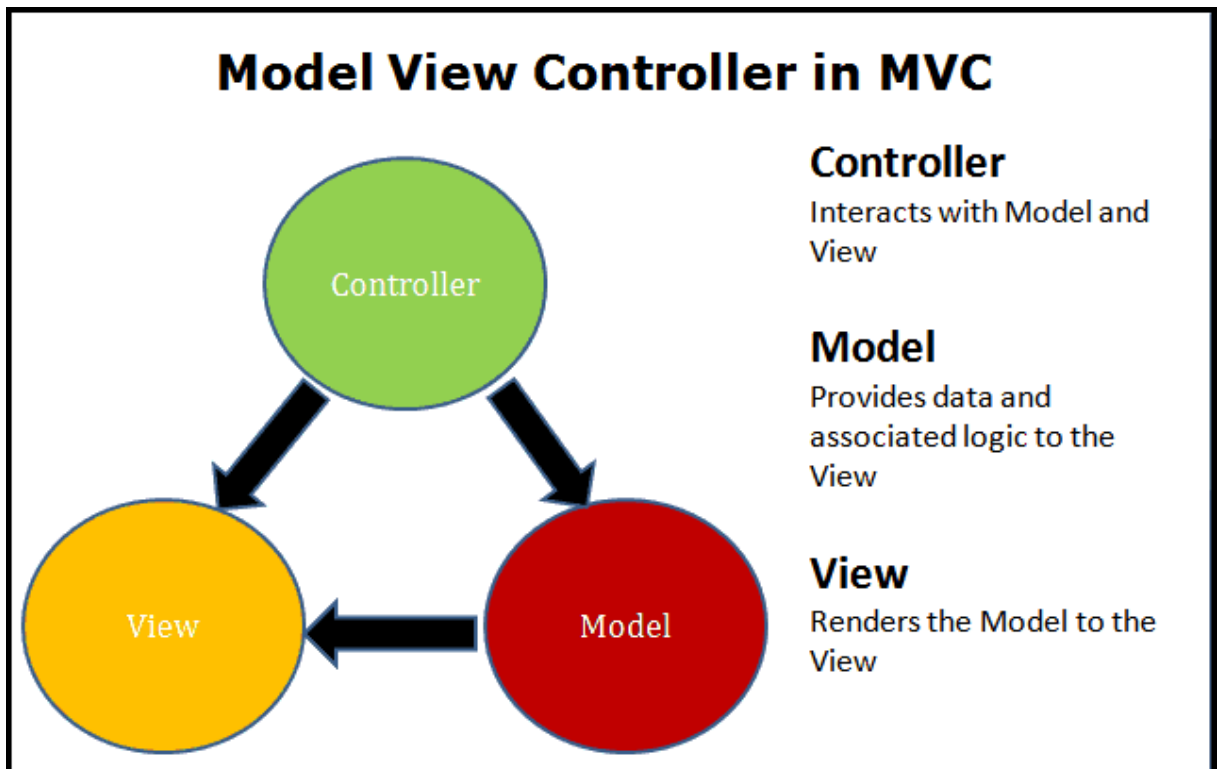 Model View Controller in MVC
Controller
View
Model
Controller
Interacts with Model and
View
Model
Provides data and
associated logic to the
View
View
Renders the Model to the
View